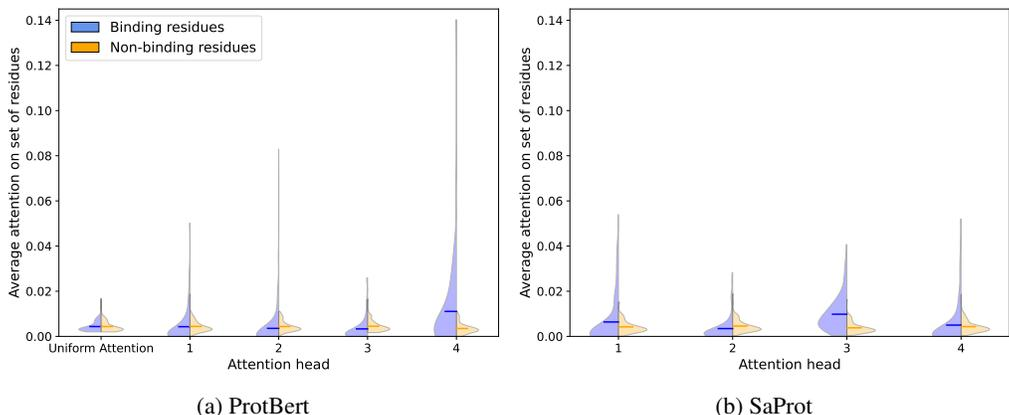 Average attention on set of residues
0.14
0.12
0.10
0.08
0.06
0.04
0.02
0.00
Binding residues
Non-binding residues
Uniform Attention 1 2 3 4
Attention head
(a) ProtBert
Average attention on set of residues
0.14
0.12
0.10
0.08
0.06
0.04
0.02
0.00
1 2 3 4
Attention head
(b) SaProt